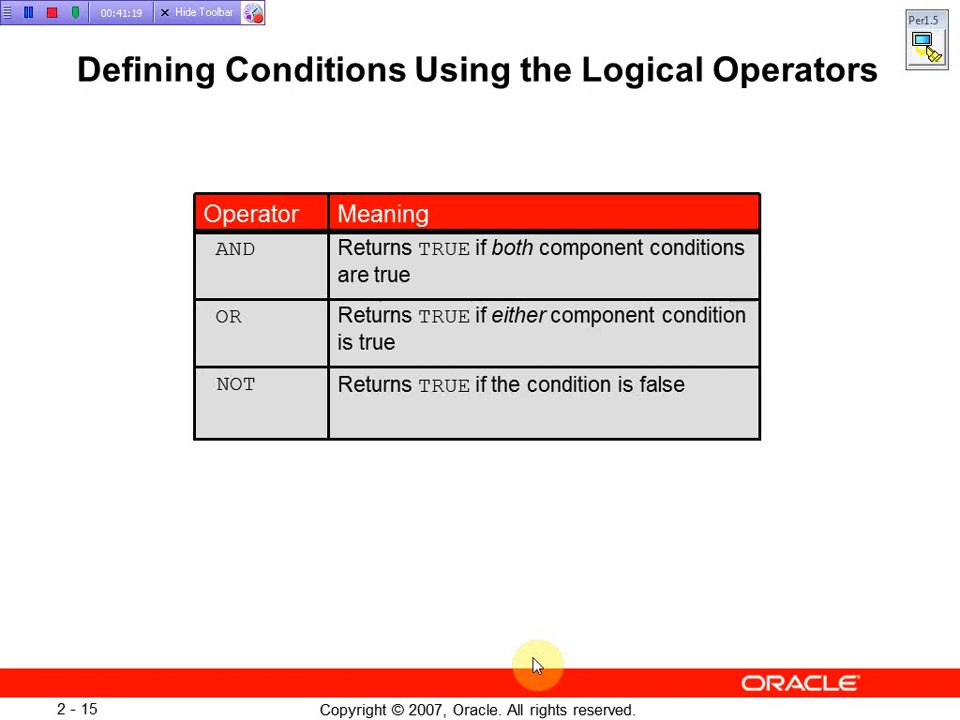 00:41:19
Hide Toolbar
Per1.5
Defining Conditions Using the Logical Operators
Operator
Meaning
AND
Returns TRUE if both component conditions
are true
OR
Returns TRUE if either component condition
is true
NOT
Returns TRUE if the condition is false
ORACLE
2 - 15
Copyright © 2007, Oracle. All rights reserved.